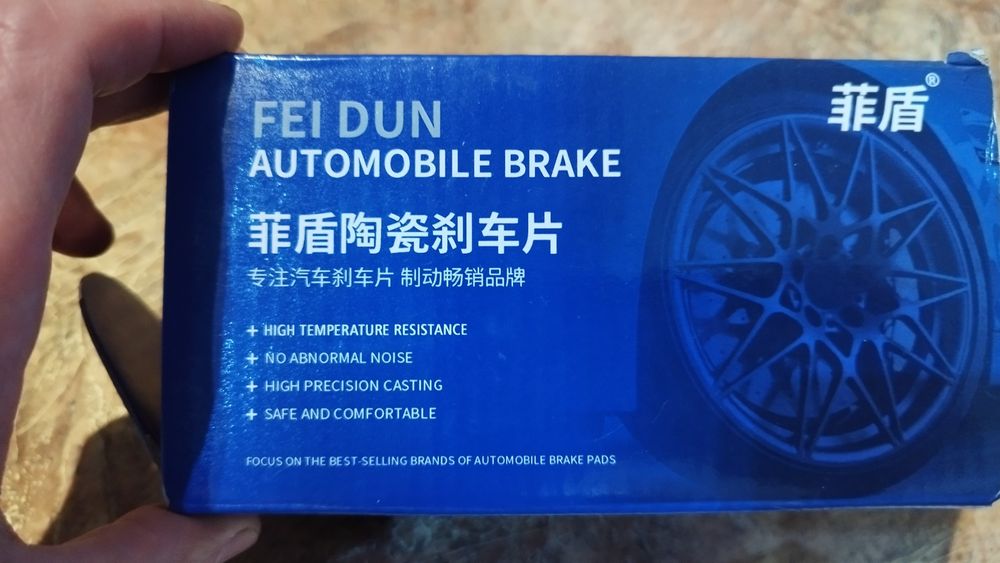 菲盾®
FEI DUN
AUTOMOBILE BRAKE
菲盾陶瓷刹车片
专注汽车刹车片 制动畅销品牌
+ HIGH TEMPERATURE RESISTANCE
+ NO ABNORMAL NOISE
+ HIGH PRECISION CASTING
+ SAFE AND COMFORTABLE
FOCUS ON THE BEST-SELLING BRANDS OF AUTOMOBILE BRAKE PADS